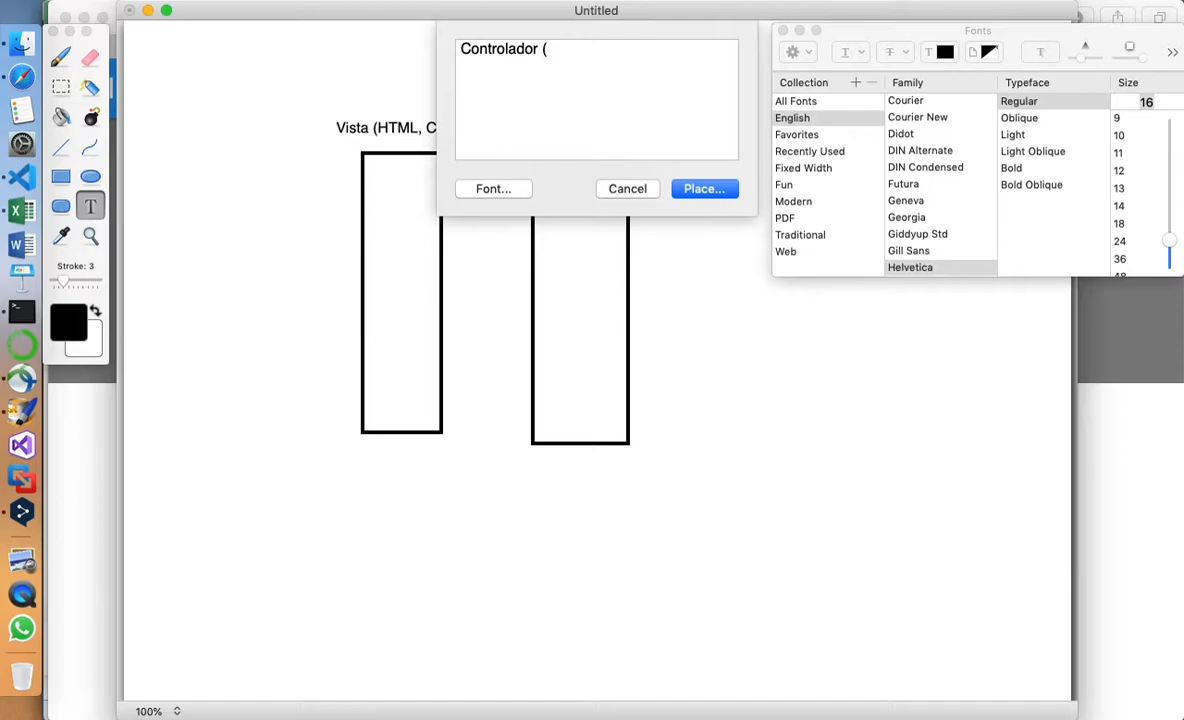 Untitled
Controlador (
Vista (HTML, C
Font...
Cancel
Place...
Stroke: 3
T
Fonts
T
T
T
T
Collection
Family
Typeface
Size
All Fonts
English
Favorites
Recently Used
Fixed Width
Fun
Modern
PDF
Traditional
Web
Courier
Courier New
Didot
DIN Alternate
DIN Condensed
Futura
Geneva
Georgia
Giddyup Std
Gill Sans
Helvetica
Regular
Oblique
Light
Light Oblique
Bold
Bold Oblique
16
9
10
11
12
13
14
18
24
36
48
100%